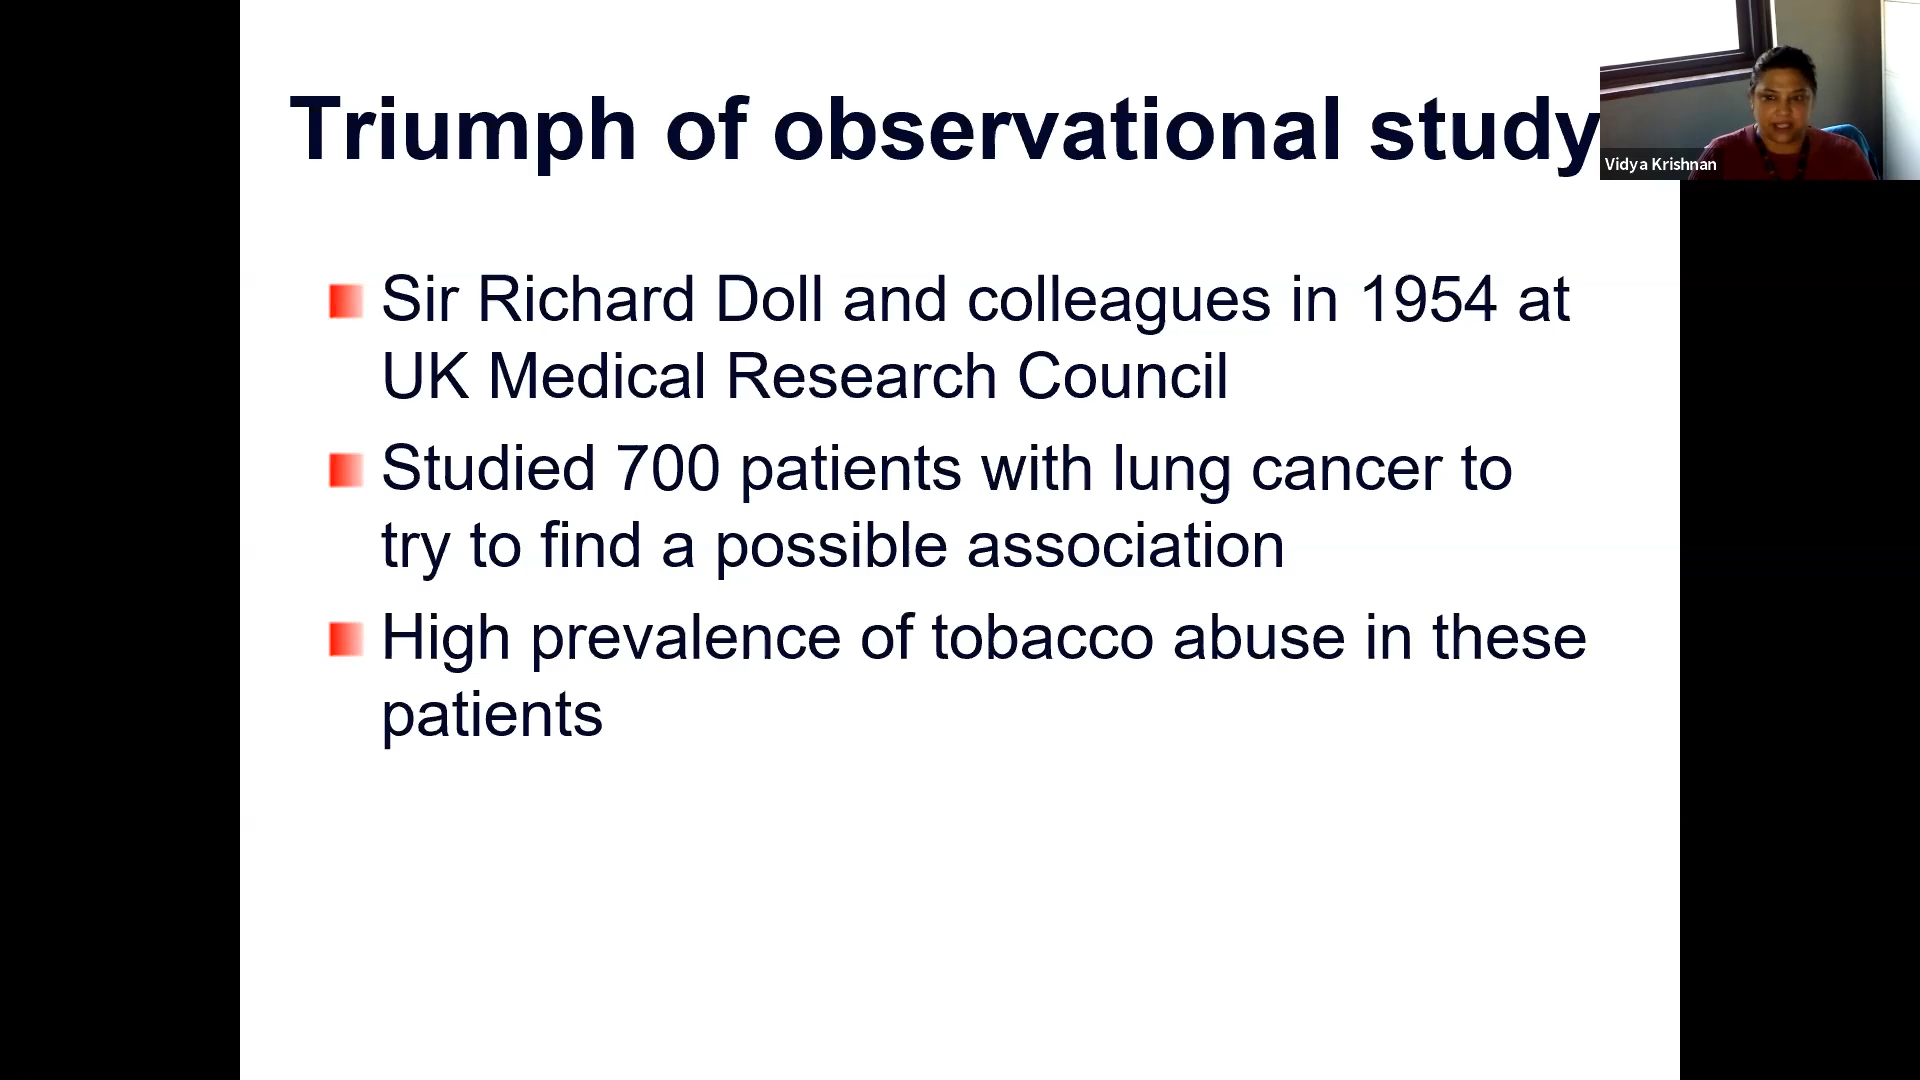 Triumph of observational study
Vidya Krishnan
Sir Richard Doll and colleagues in 1954 at
UK Medical Research Council
Studied 700 patients with lung cancer to
try to find a possible association
High prevalence of tobacco abuse in these
patients